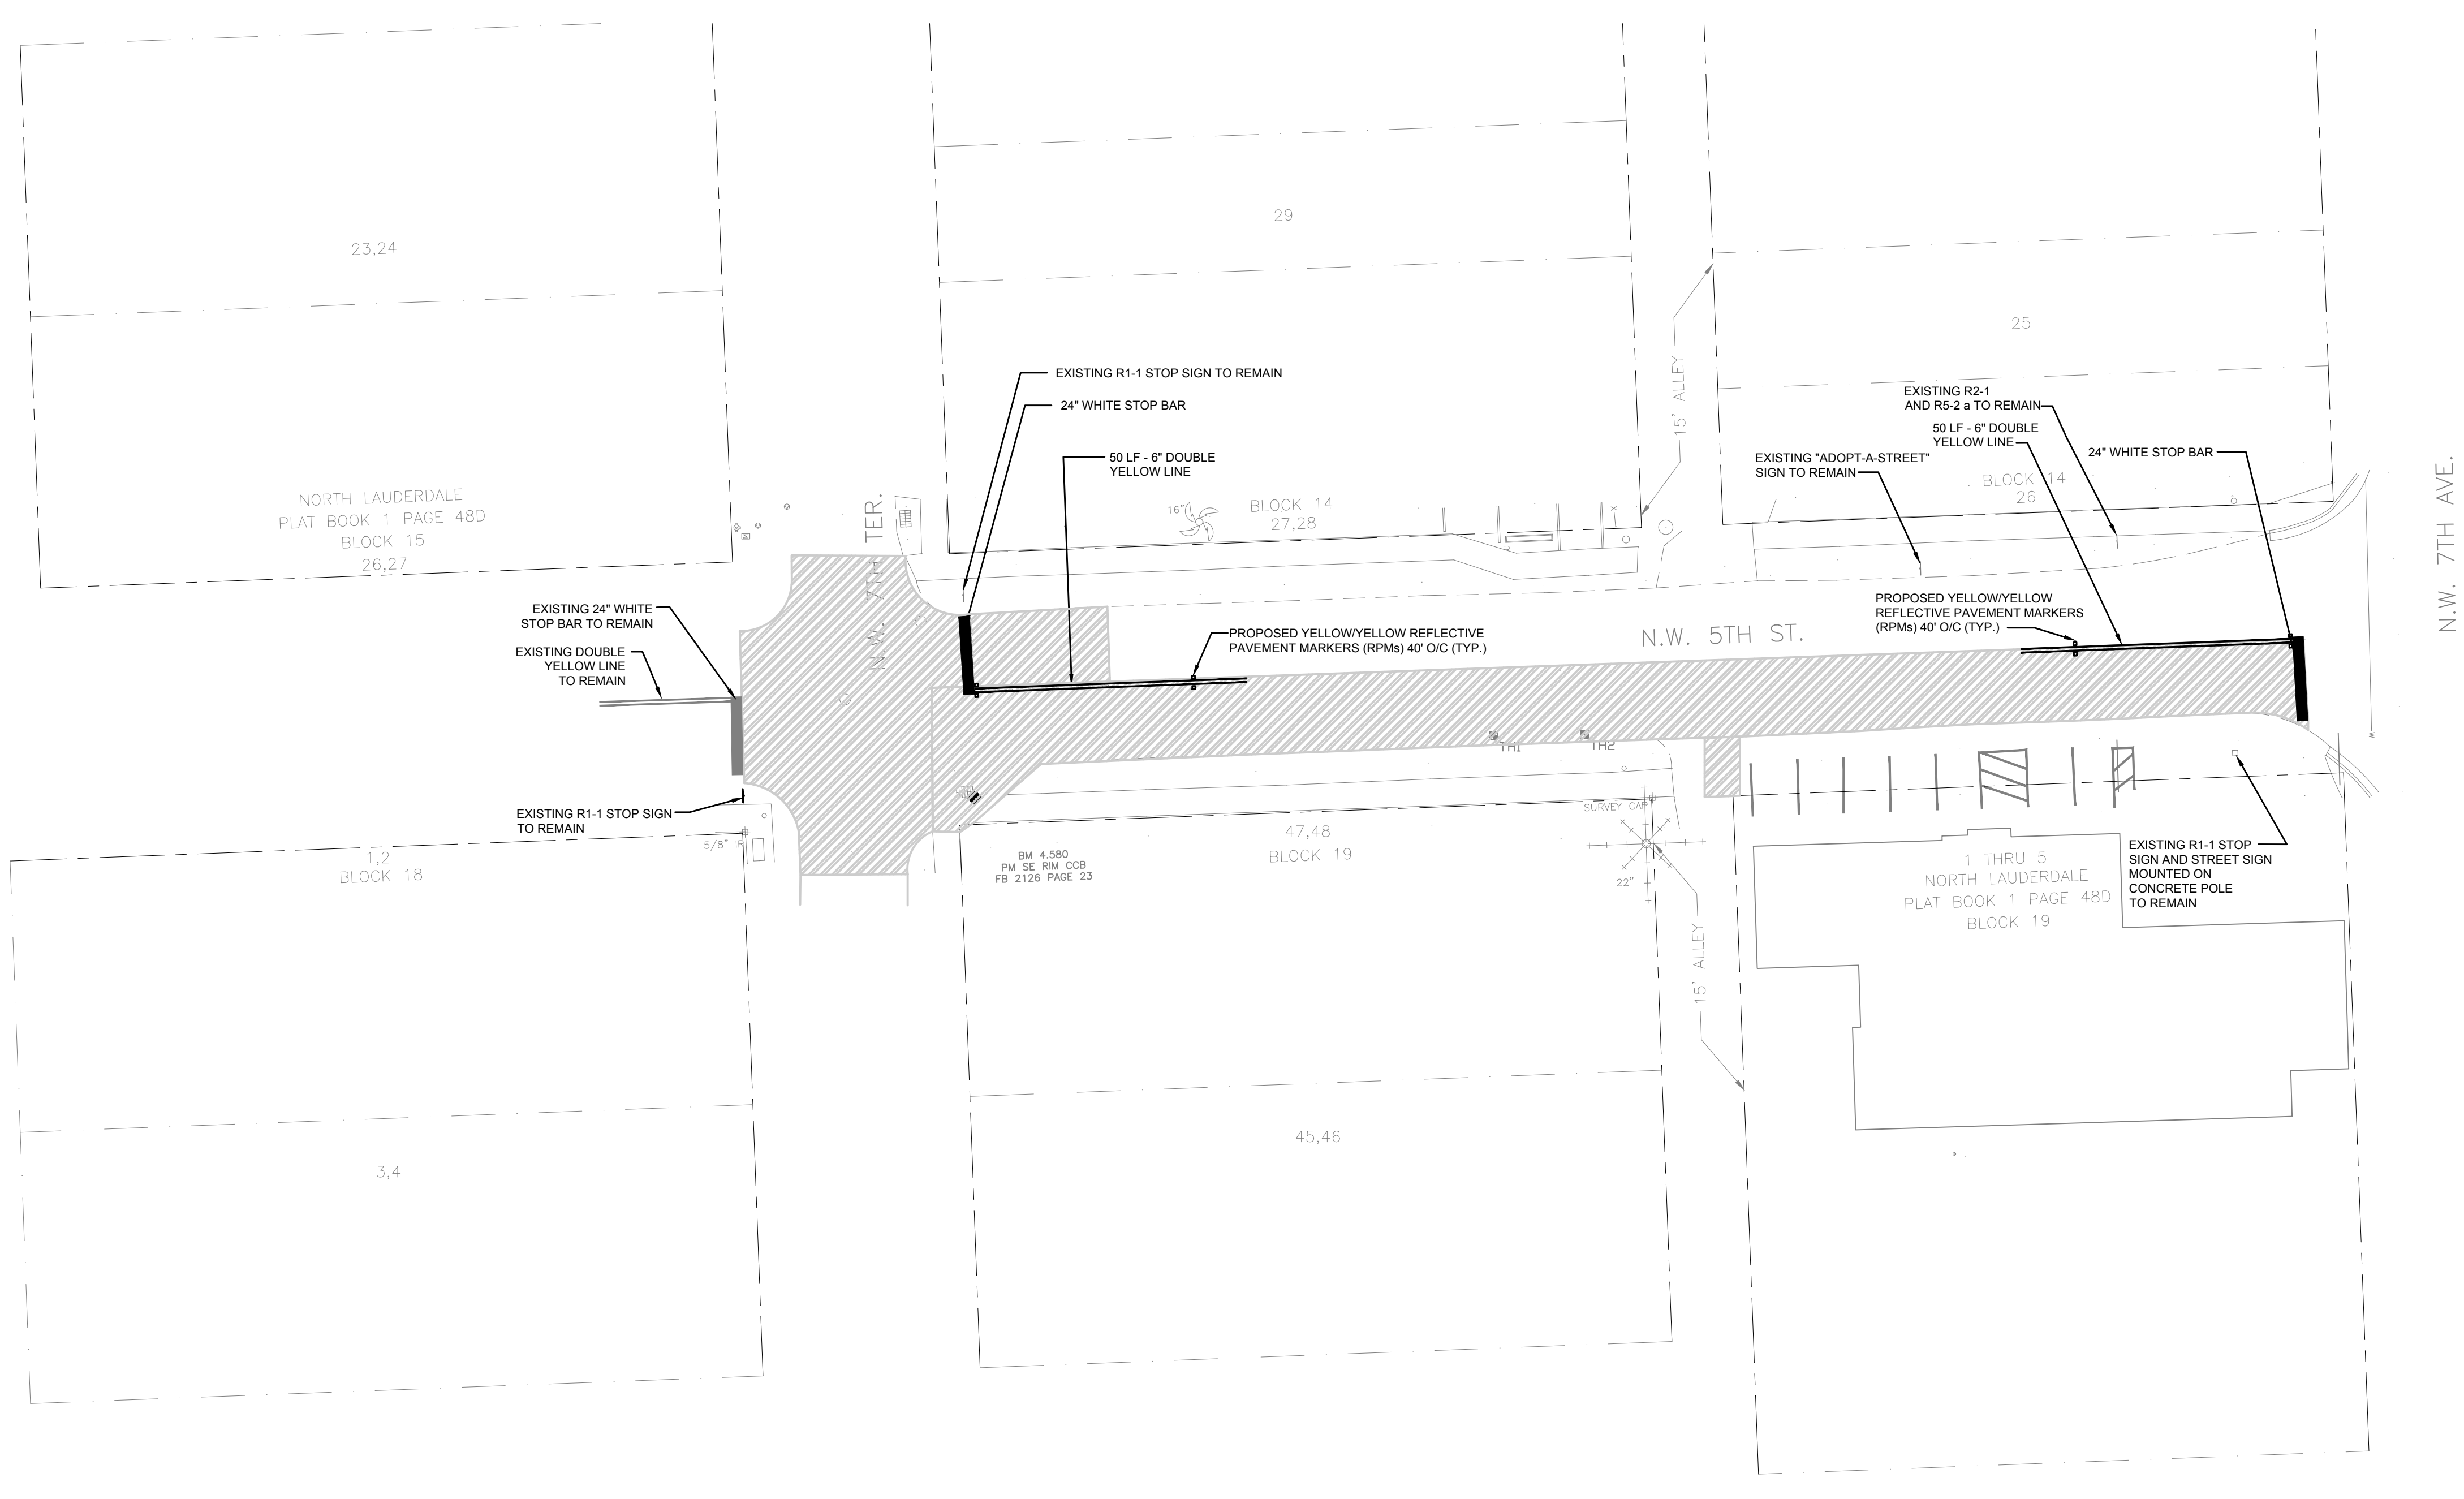 23,24
29
25
EXISTING R1-1 STOP SIGN TO REMAIN
24" WHITE STOP BAR
50 LF - 6" DOUBLE
YELLOW LINE
15' ALLEY
EXISTING R2-1
AND R5-2 a TO REMAIN
50 LF - 6" DOUBLE
YELLOW LINE
24" WHITE STOP BAR
EXISTING "ADOPT-A-STREET"
SIGN TO REMAIN
BLOCK 14
26
N.W. 7TH AVE.
NORTH LAUDERDALE
PLAT BOOK 1 PAGE 48D
BLOCK 15
26,27
N.W. 7TH TER.
16"
BLOCK 14
27,28
EXISTING 24" WHITE
STOP BAR TO REMAIN
EXISTING DOUBLE
YELLOW LINE
TO REMAIN
PROPOSED YELLOW/YELLOW REFLECTIVE
PAVEMENT MARKERS (RPMs) 40' O/C (TYP.)
N.W. 5TH ST.
PROPOSED YELLOW/YELLOW
REFLECTIVE PAVEMENT MARKERS
(RPMs) 40' O/C (TYP.)
W
TH1
TH2
EXISTING R1-1 STOP SIGN
TO REMAIN
5/8" IR
1,2
BLOCK 18
BM 4.580
PM SE RIM CCB
FB 2126 PAGE 23
47,48
BLOCK 19
SURVEY CAP
22"
15' ALLEY
1 THRU 5
NORTH LAUDERDALE
PLAT BOOK 1 PAGE 48D
BLOCK 19
EXISTING R1-1 STOP
SIGN AND STREET SIGN
MOUNTED ON
CONCRETE POLE
TO REMAIN
3,4
45,46